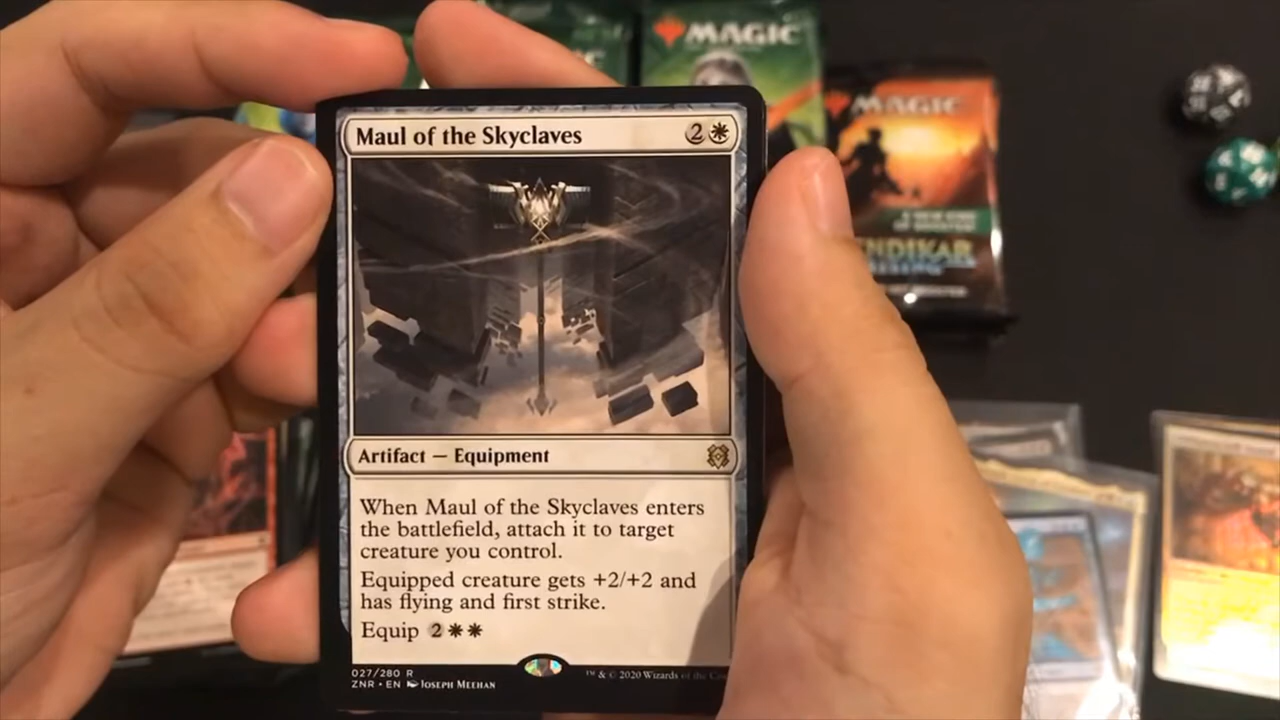 MAGIC
MAGIC
Maul of the Skyclaves 2
Artifact — Equipment
When Maul of the Skyclaves enters
the battlefield, attach it to target
creature you control.
Equipped creature gets +2/+2 and
has flying and first strike.
Equip 2
027/280 R
ZNR • EN Joseph Meehan
™ & © 2020 Wizards of the